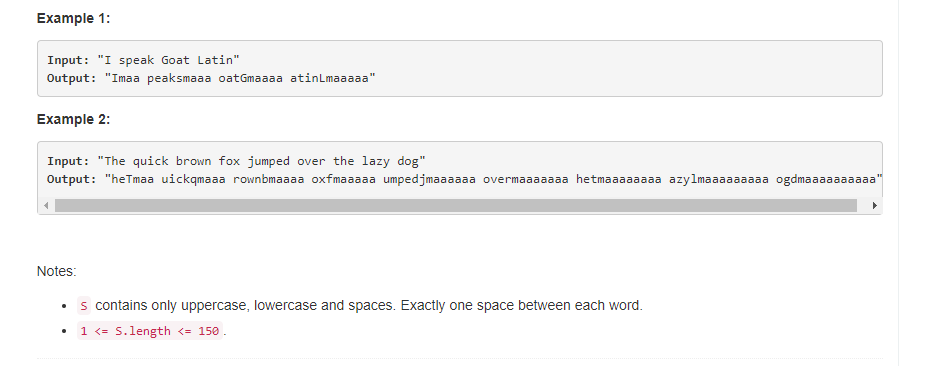 Example 1:
Input: "I speak Goat Latin"
Output: "Imaa peaksmaaa oatGmaaaa atinLmaaaaa"
Example 2:
Input: "The quick brown fox jumped over the lazy dog"
Output: "heTmaa uickqmaaa rownbmaaaa oxfmaaaaa umpedjmaaaaaa overmaaaaaaa hetmaaaaaaaa azylmaaaaaaaaa ogdmaaaaaaaaaa"
Notes:
S contains only uppercase, lowercase and spaces. Exactly one space between each word.
1 <= S.length <= 150.